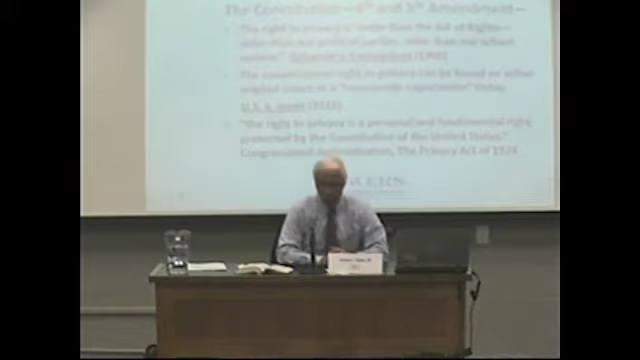 The Constitution—4th and 5th Amendment—
The right to privacy is "older than the Bill of Rights—
older than our political parties, older than our school
system." Griswold v. Connecticut (1965)
The constitutional right to privacy can be based on either
original intent or a "reasonable expectation" today.
U.S. v. Jones (2012)
"the right to privacy is a personal and fundamental right
protected by the Constitution of the United States."
Congressional determination, The Privacy Act of 1974